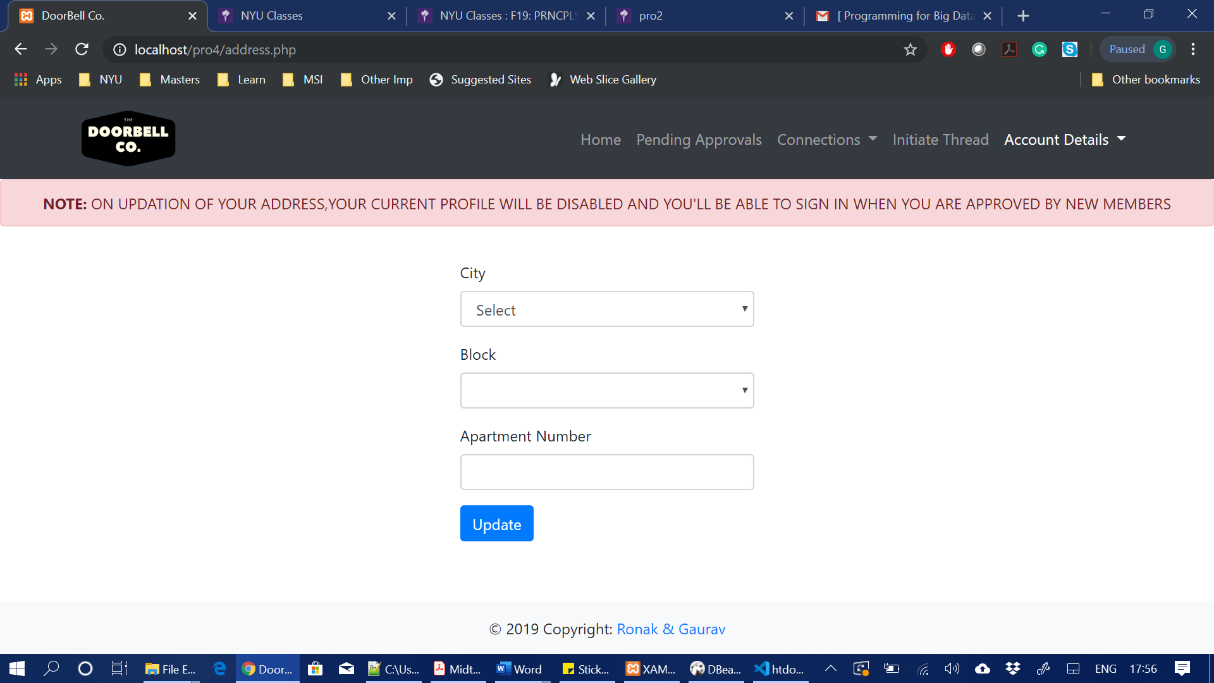 DoorBell Co.
NYU Classes
NYU Classes : F19: PRNCPLS
pro2
[ Programming for Big Data
localhost/pro4/address.php
Paused
G
Apps
NYU
Masters
Learn
MSI
Other Imp
Suggested Sites
Web Slice Gallery
Other bookmarks
THE
DOORBELL
CO.
Home
Pending Approvals
Connections
Initiate Thread
Account Details
NOTE: ON UPDATION OF YOUR ADDRESS,YOUR CURRENT PROFILE WILL BE DISABLED AND YOU'LL BE ABLE TO SIGN IN WHEN YOU ARE APPROVED BY NEW MEMBERS
City
Select
Block
Apartment Number
Update
© 2019 Copyright: Ronak & Gaurav
File E...
Door...
C:\Us...
Midt...
Word
Stick...
XAM...
DBea...
htdo...
ENG
17:56